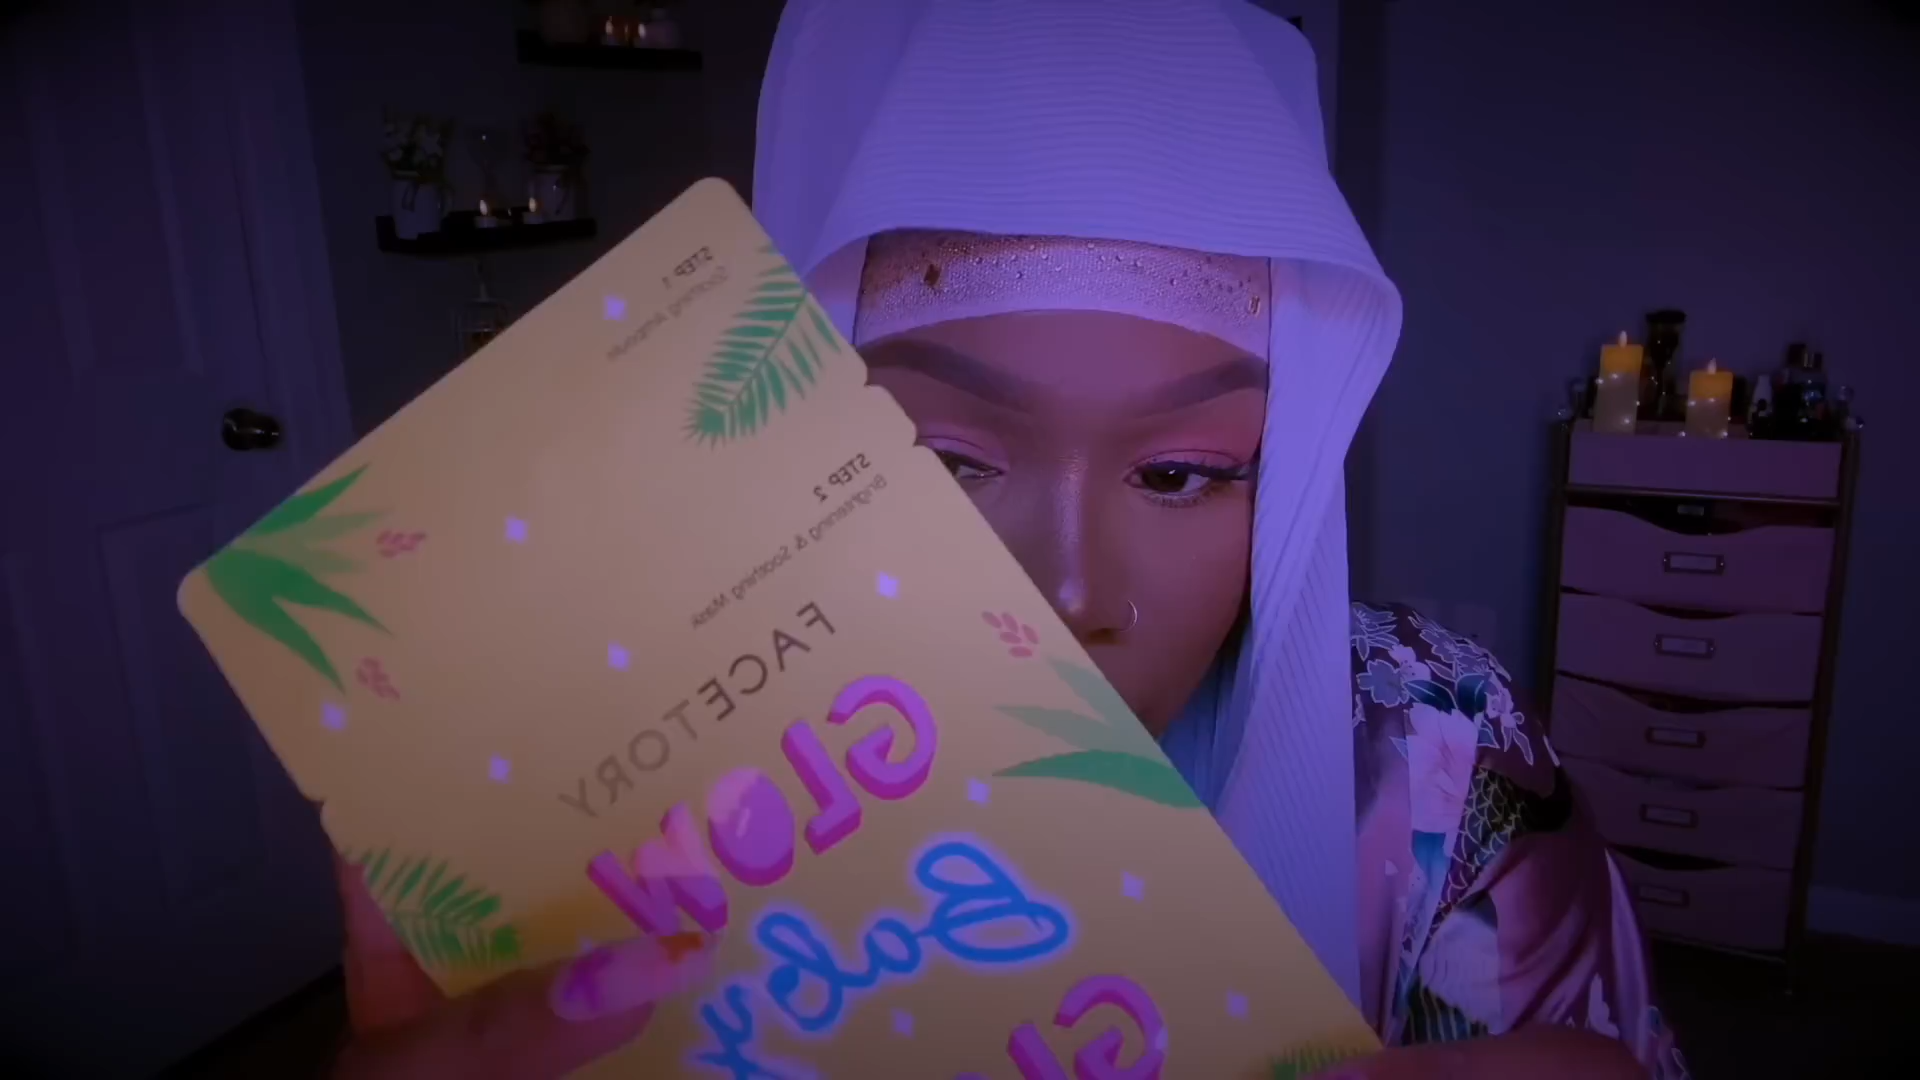 STEP 1
Soothing Ampoule
STEP 2
Brightening & Soothing Mask
FACETORY
GLOW
Baby